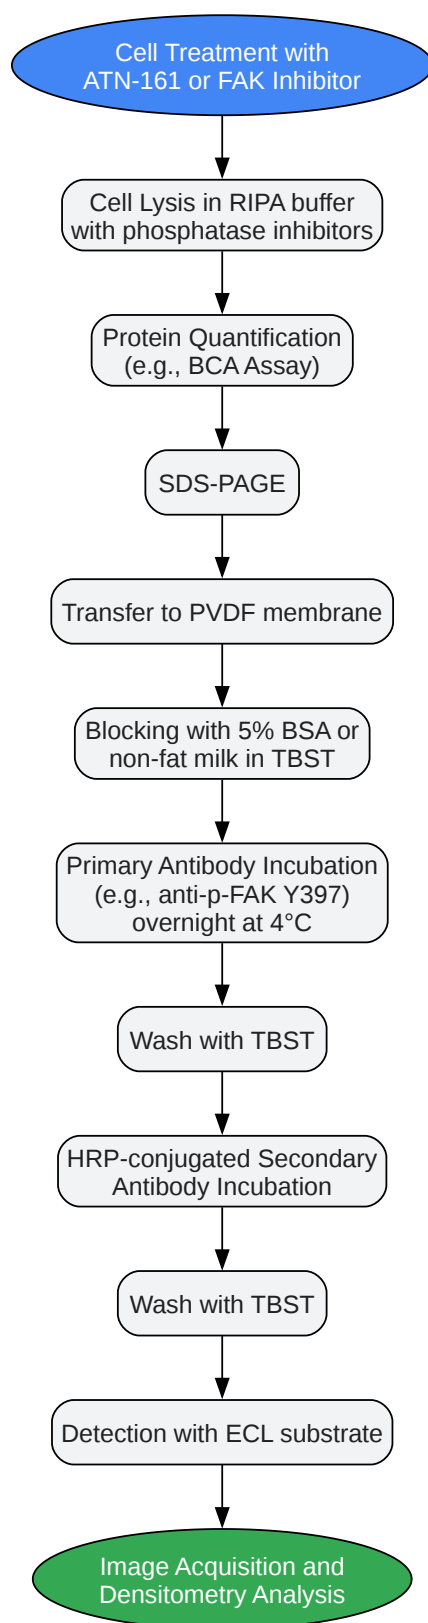 Cell Treatment with
ATN-161 or FAK Inhibitor
Cell Lysis in RIPA buffer
with phosphatase inhibitors
Protein Quantification
(e.g., BCA Assay)
SDS-PAGE
Transfer to PVDF membrane
Blocking with 5% BSA or
non-fat milk in TBST
Primary Antibody Incubation
(e.g., anti-p-FAK Y397)
overnight at 4°C
Wash with TBST
HRP-conjugated Secondary
Antibody Incubation
Wash with TBST
Detection with ECL substrate
Image Acquisition and
Densitometry Analysis